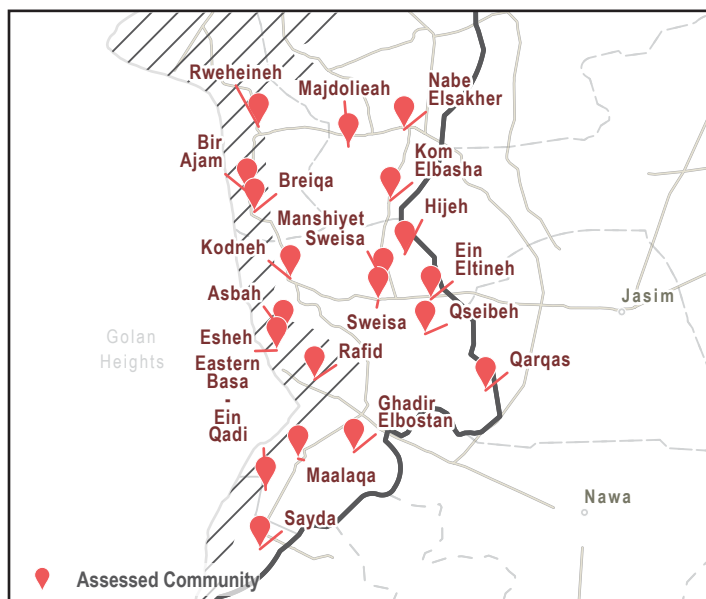 Rweheineh
Majdolieah
Nabe
Elsakher
Bir
Ajam
Kom
Elbasha
Breiqa
Hijeh
Manshiyet
Sweisa
Kodneh
Ein
Eltineh
Asbah
Jasim
Qseibeh
Sweisa
Golan
Heights
Esheh
Rafid
Eastern
Basa
-
Ein
Qadi
Qarqas
Ghadir
Elbostan
Maalaqa
Nawa
Sayda
Assessed Community